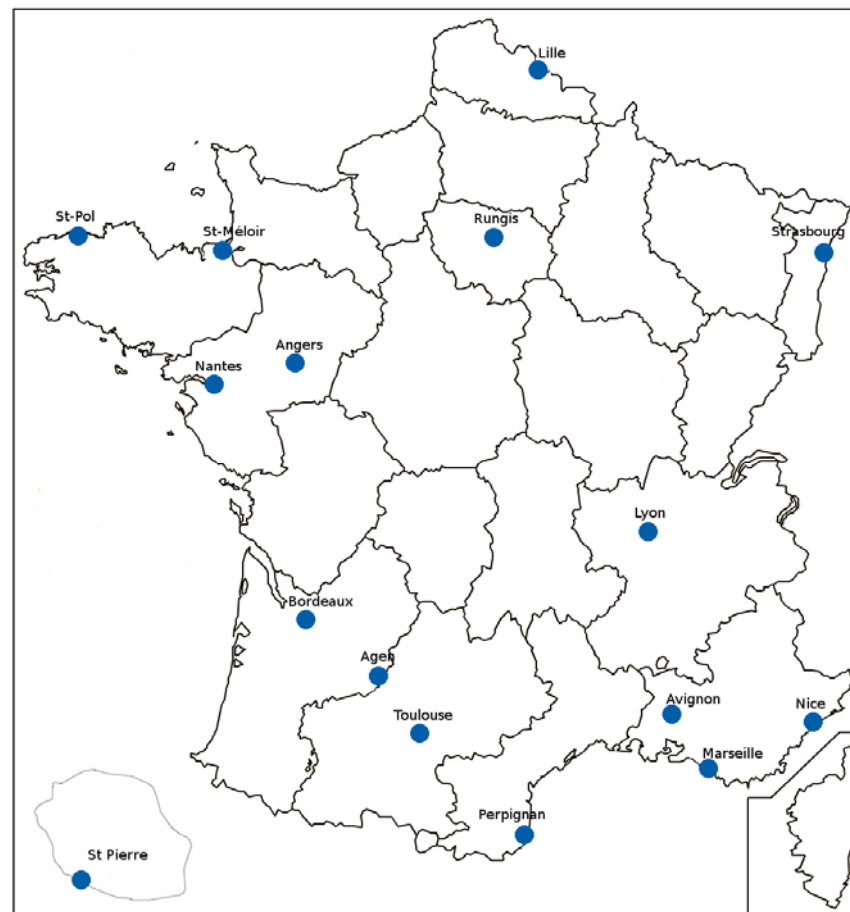 Lille
St-Pol
St-Méloir
Rungis
Strasbourg
Angers
Nantes
Lyon
Bordeaux
Agen
Toulouse
Avignon
Nice
Marseille
Perpignan
St Pierre